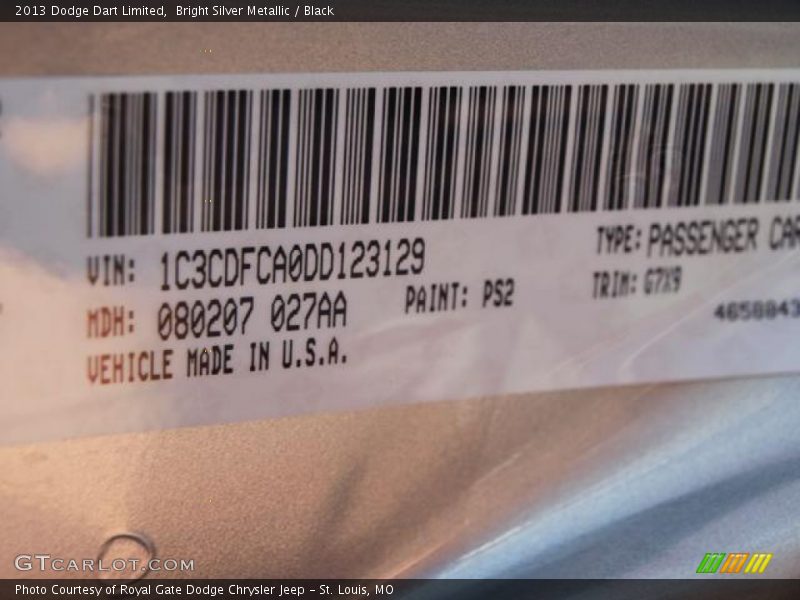 2013 Dodge Dart Limited,  Bright Silver Metallic / Black
TYPE: PASSENGER CAR
VIN: 1C3CDFCA0DD123129
TRIM: G7X9
MDH: 080207 027AA
PAINT: PS2
VEHICLE MADE IN U.S.A.
GTCARLOT.COM
Photo Courtesy of Royal Gate Dodge Chrysler Jeep – St. Louis, MO